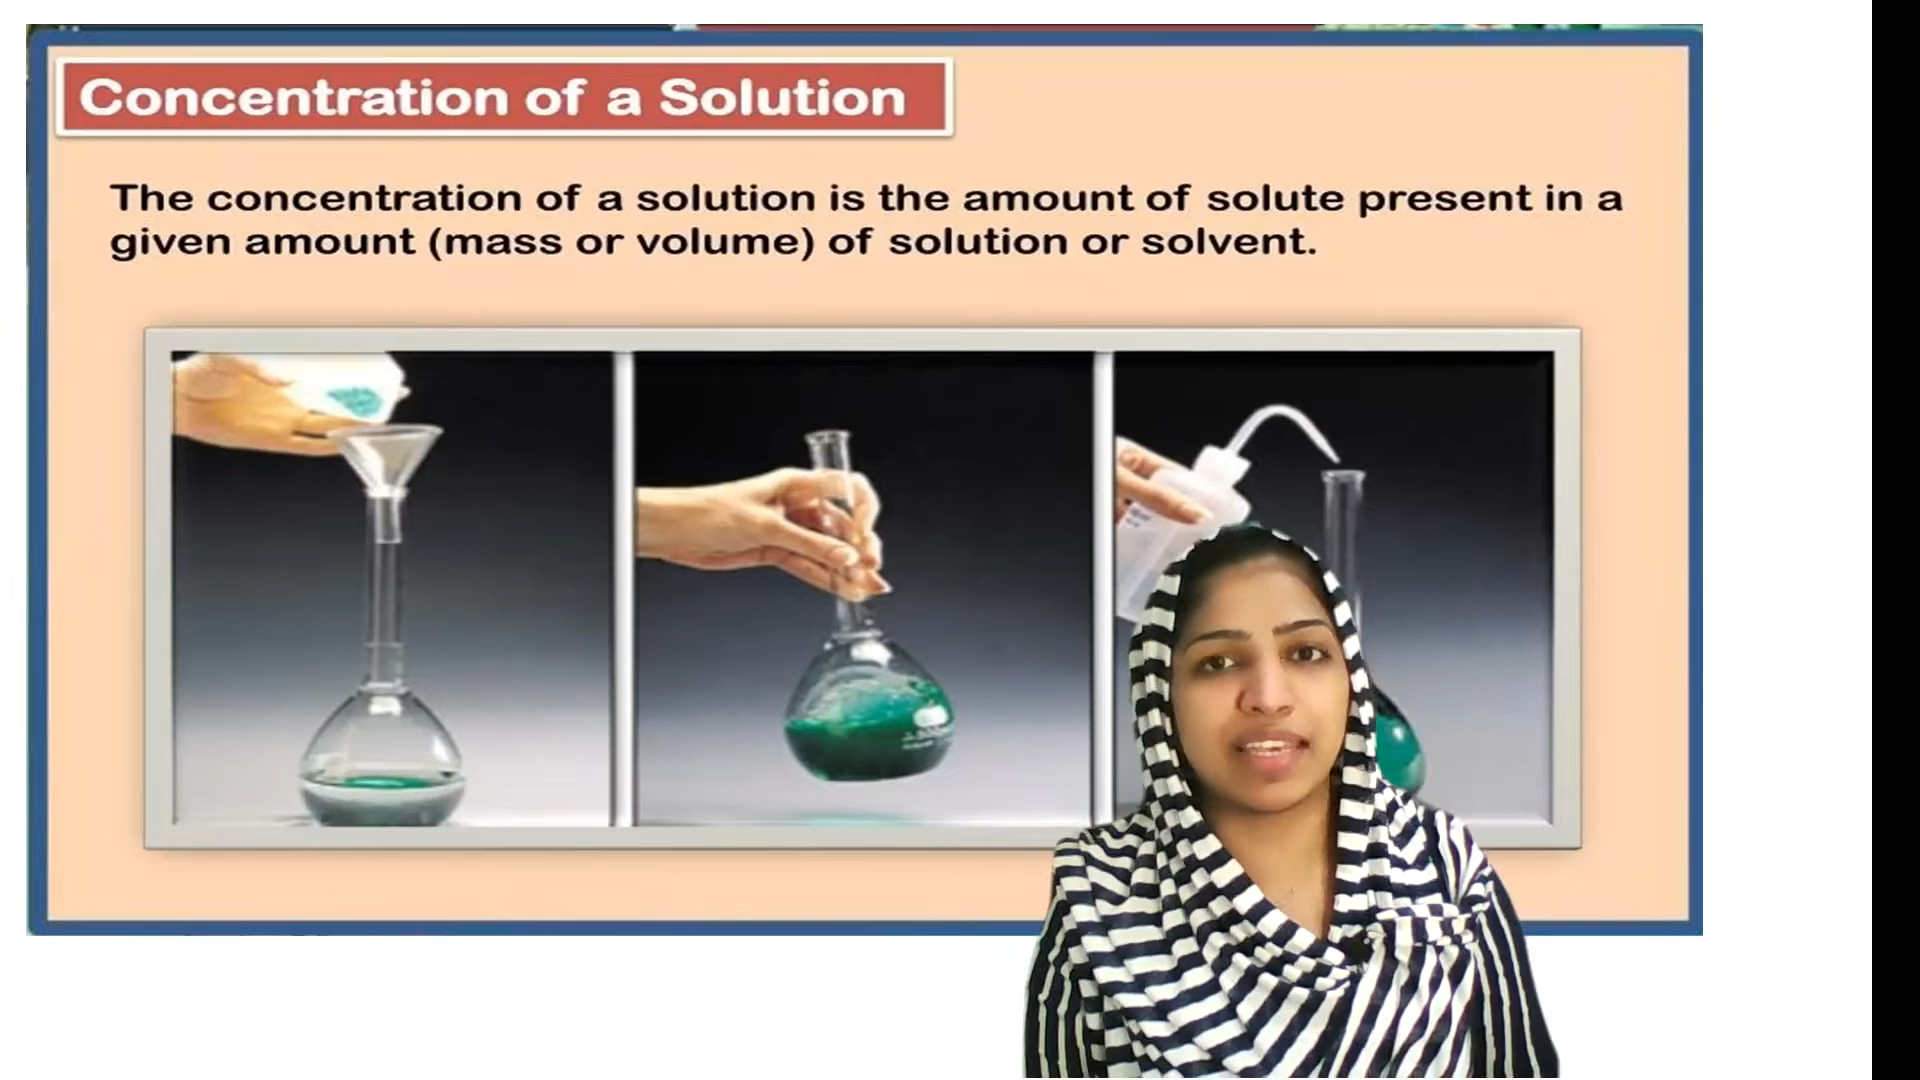 Concentration of a Solution
The concentration of a solution is the amount of solute present in a
given amount (mass or volume) of solution or solvent.